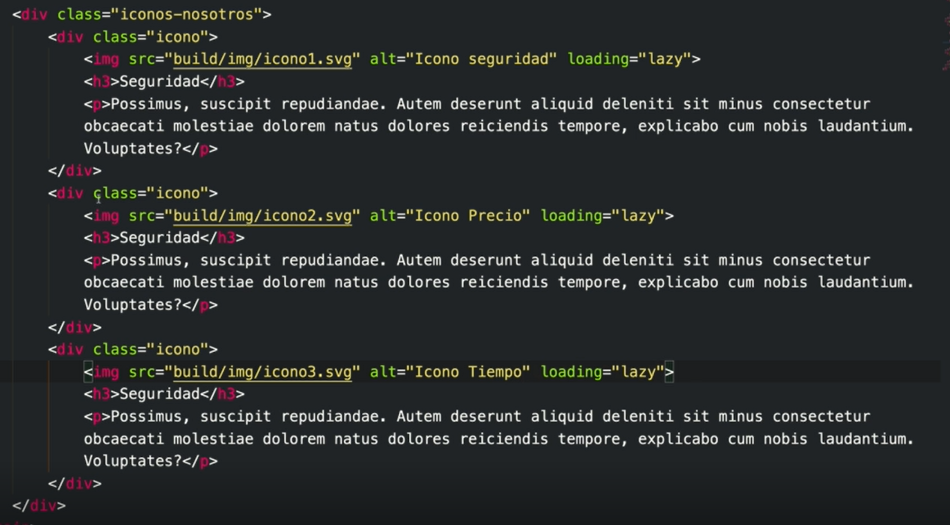 <div class="iconos-nosotros">
<div class="icono">
<img src="build/img/icono1.svg" alt="Icono seguridad" loading="lazy">
<h3>Seguridad</h3>
<p>Possimus, suscipit repudiandae. Autem deserunt aliquid deleniti sit minus consectetur
obcaecati molestiae dolorem natus dolores reiciendis tempore, explicabo cum nobis laudantium.
Voluptates?</p>
</div>
<div class="icono">
<img src="build/img/icono2.svg" alt="Icono Precio" loading="lazy">
<h3>Seguridad</h3>
<p>Possimus, suscipit repudiandae. Autem deserunt aliquid deleniti sit minus consectetur
obcaecati molestiae dolorem natus dolores reiciendis tempore, explicabo cum nobis laudantium.
Voluptates?</p>
</div>
<div class="icono">
<img src="build/img/icono3.svg" alt="Icono Tiempo" loading="lazy">
<h3>Seguridad</h3>
<p>Possimus, suscipit repudiandae. Autem deserunt aliquid deleniti sit minus consectetur
obcaecati molestiae dolorem natus dolores reiciendis tempore, explicabo cum nobis laudantium.
Voluptates?</p>
</div>
</div>